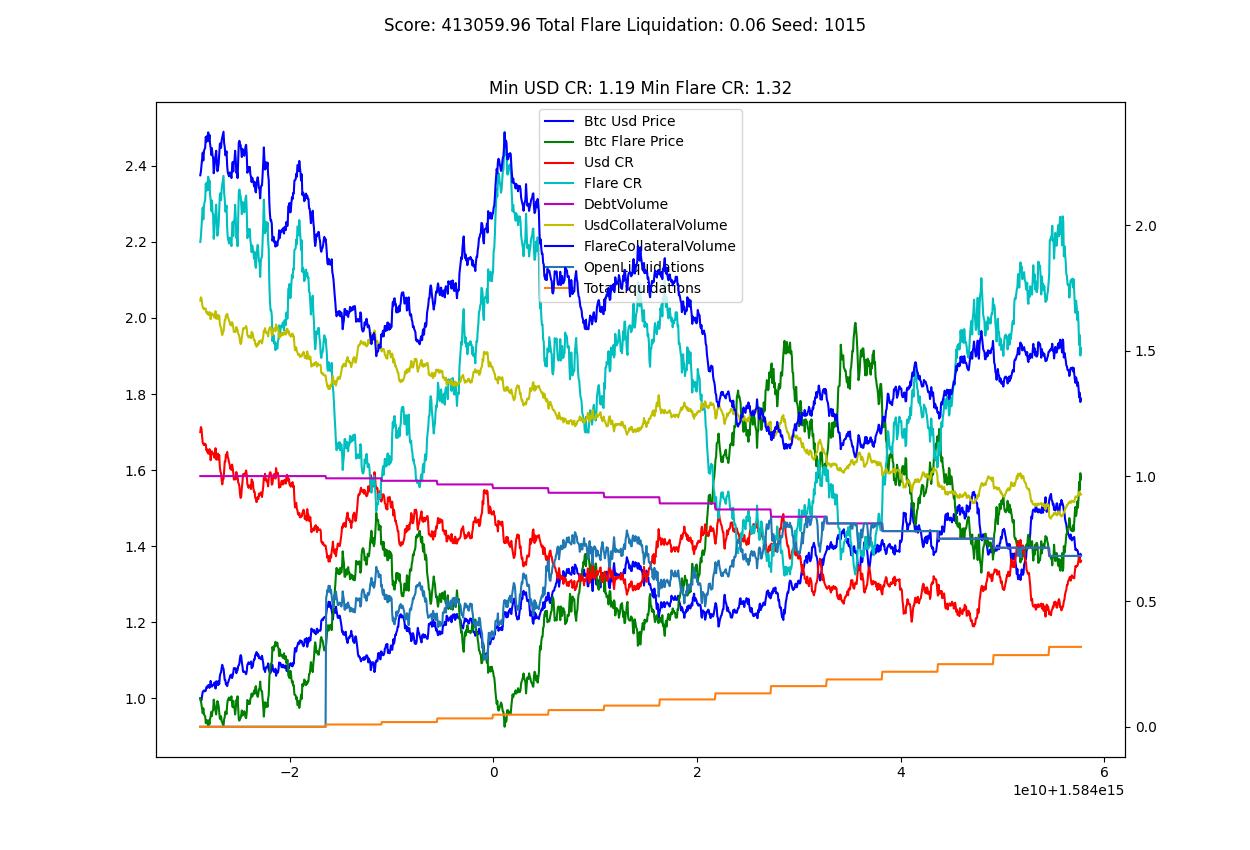 Score: 413059.96 Total Flare Liquidation: 0.06 Seed: 1015
Min USD CR: 1.19 Min Flare CR: 1.32
Btc Usd Price
Btc Flare Price
Usd CR
Flare CR
DebtVolume
UsdCollateralVolume
FlareCollateralVolume
OpenLiquidations
TotalLiquidations
2.4
2.2
2.0
1.8
1.6
1.4
1.2
1.0
2.0
1.5
1.0
0.5
0.0
−2
0
2
4
6
1e10+1.584e15